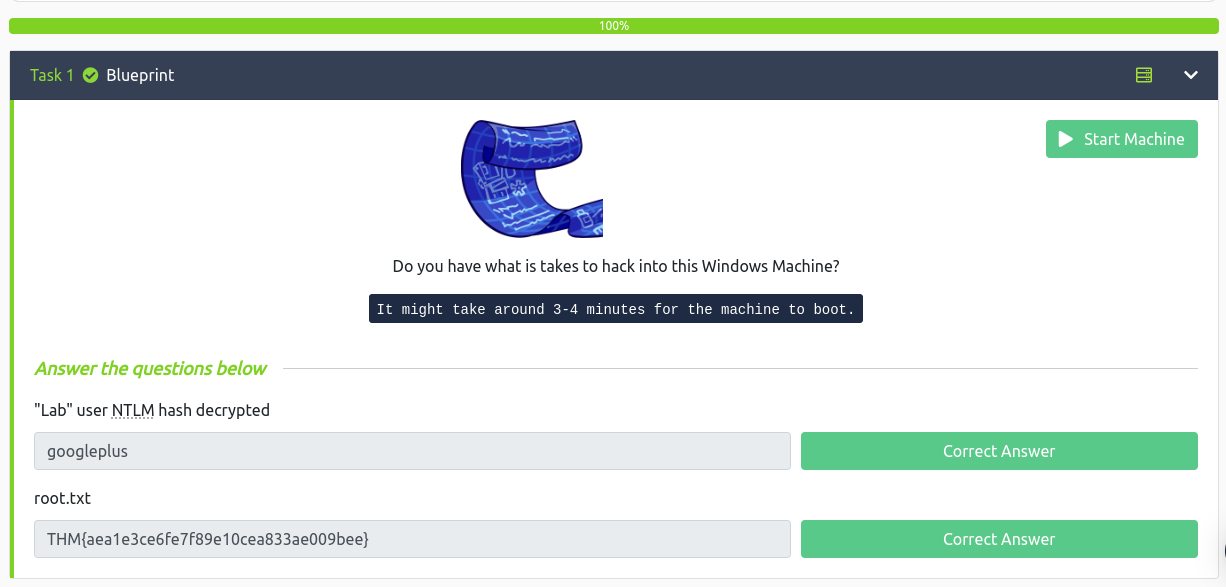 100%
Task 1 Blueprint
Start Machine
Do you have what is takes to hack into this Windows Machine?
It might take around 3-4 minutes for the machine to boot.
Answer the questions below
"Lab" user NTLM hash decrypted
googleplus Correct Answer
root.txt
THM{aea1e3ce6fe7f89e10cea833ae009bee} Correct Answer